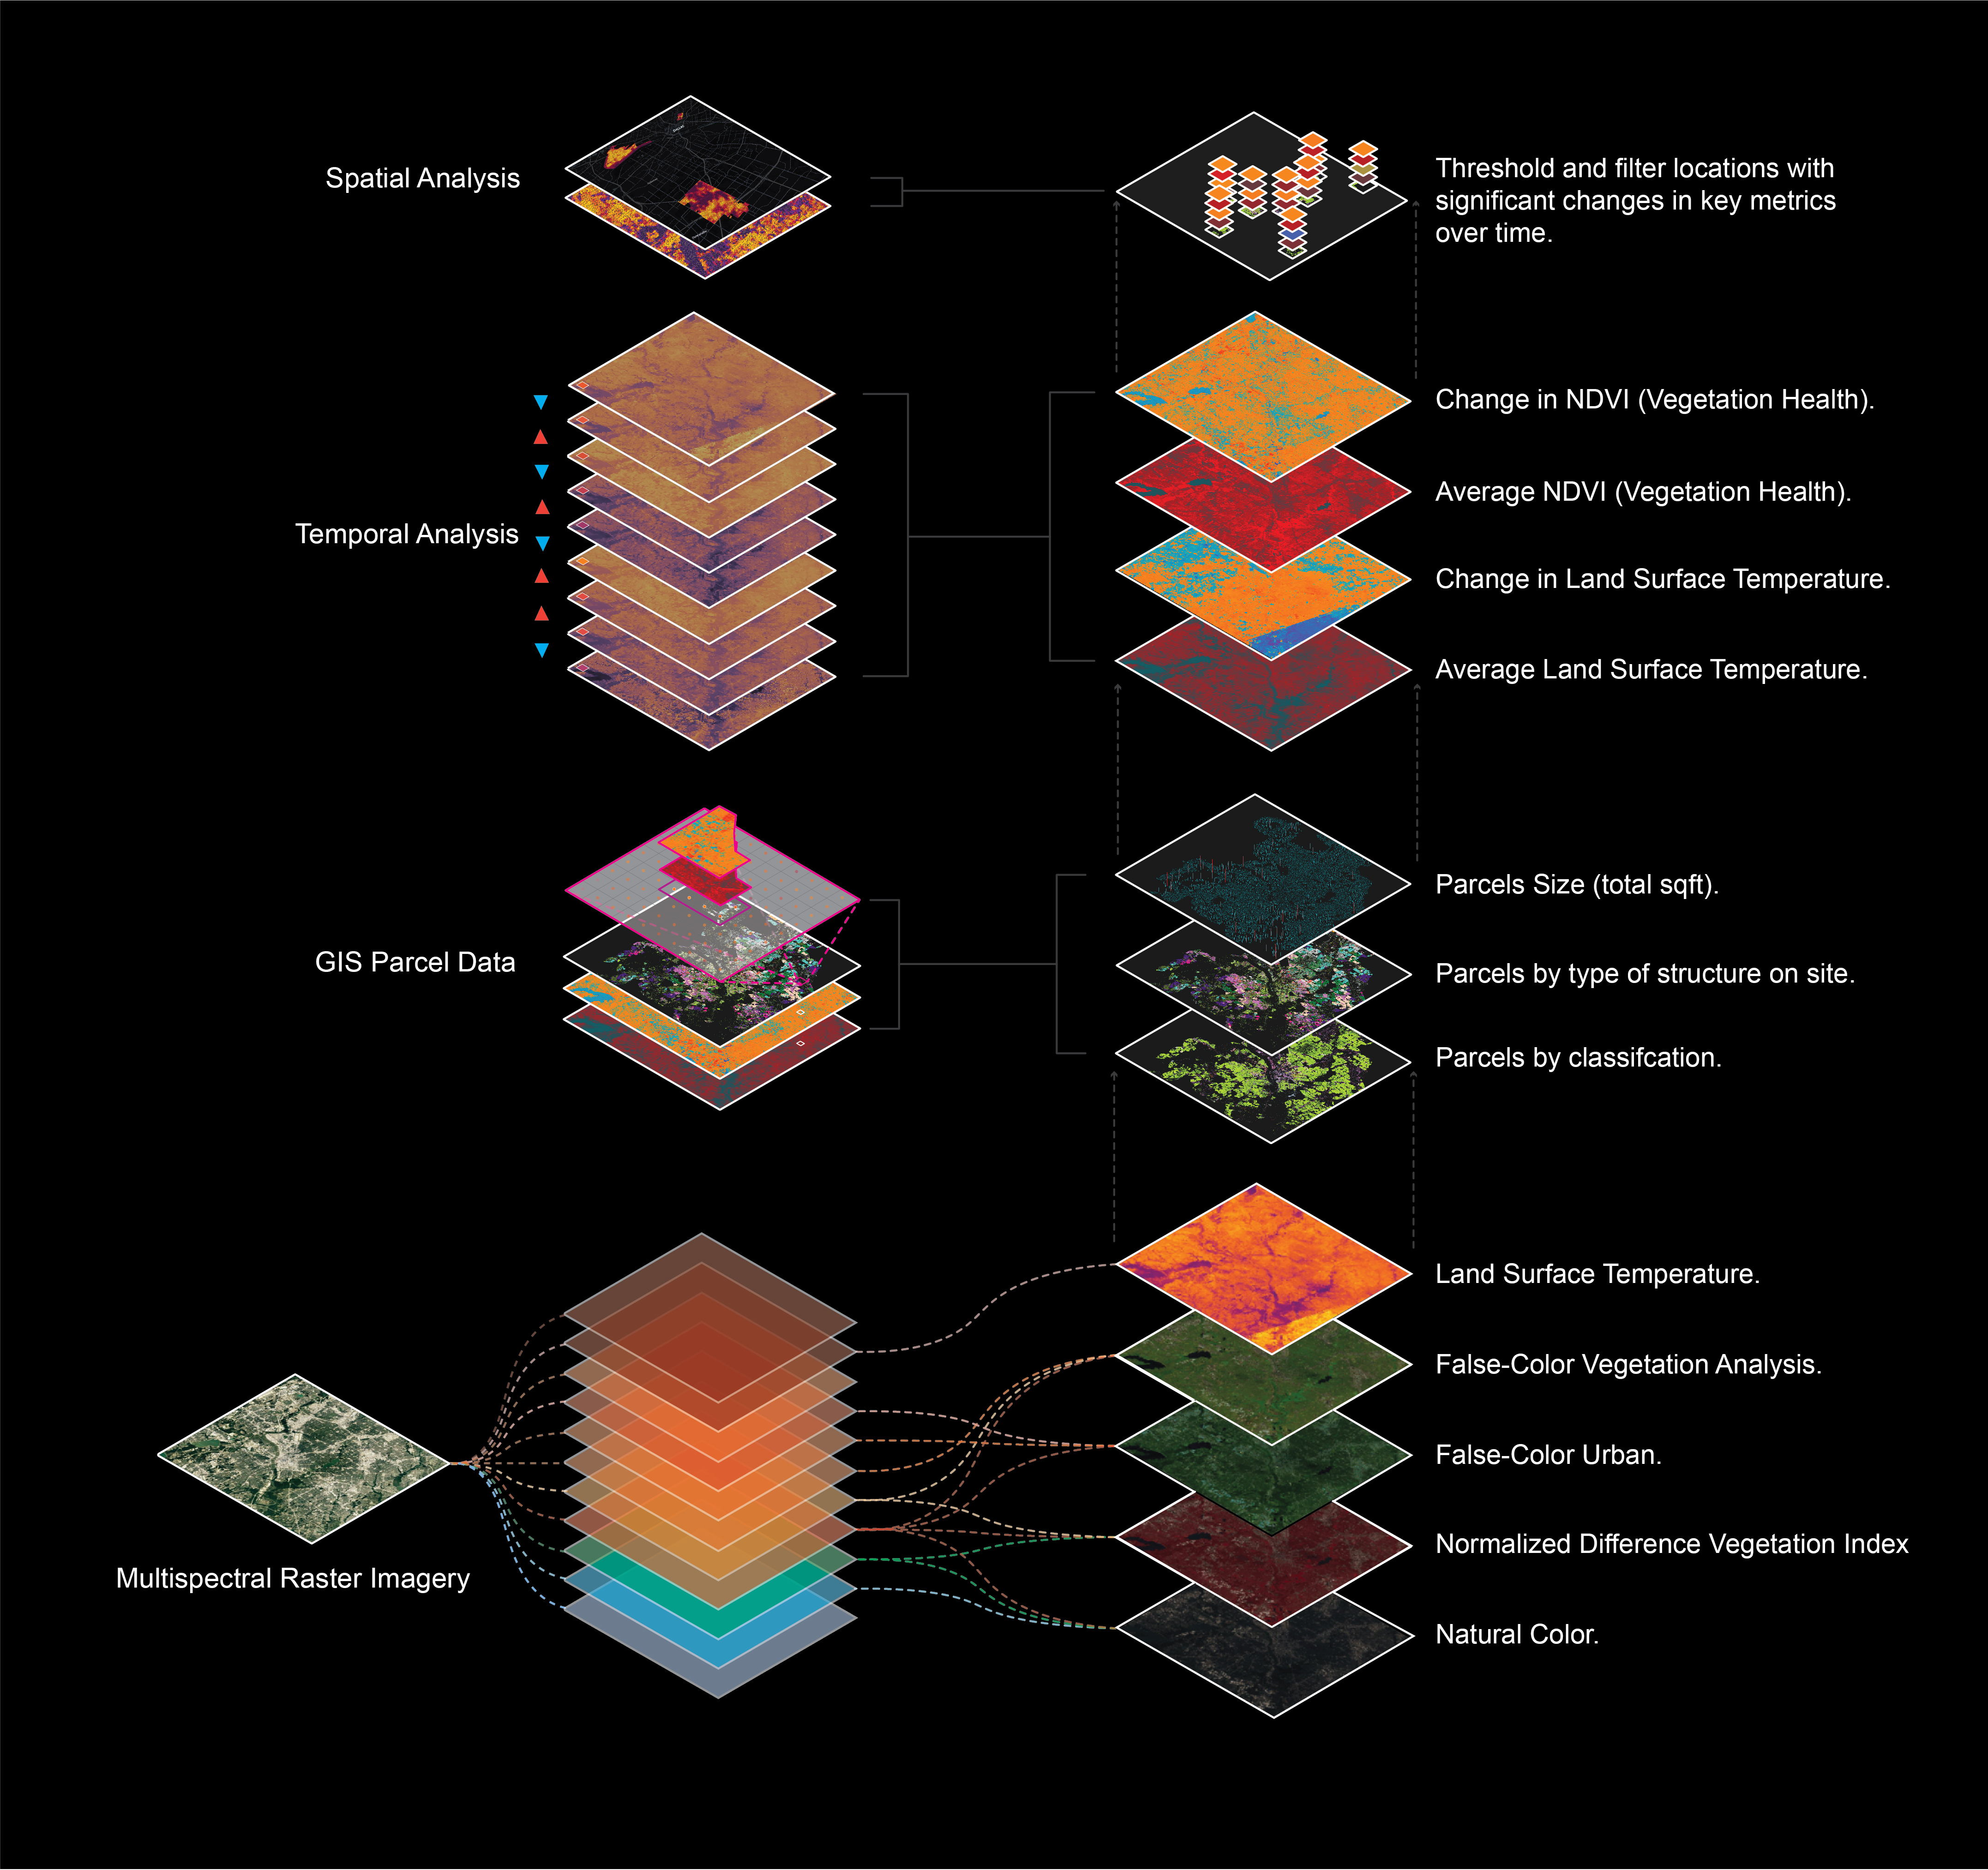 Spatial Analysis
Threshold and filter locations with
significant changes in key metrics
over time.
Change in NDVI (Vegetation Health).
Average NDVI (Vegetation Health).
Temporal Analysis
Change in Land Surface Temperature.
Average Land Surface Temperature.
Parcels Size (total sqft).
GIS Parcel Data
Parcels by type of structure on site.
Parcels by classifcation.
Land Surface Temperature.
False-Color Vegetation Analysis.
False-Color Urban.
Normalized Difference Vegetation Index
Multispectral Raster Imagery
Natural Color.